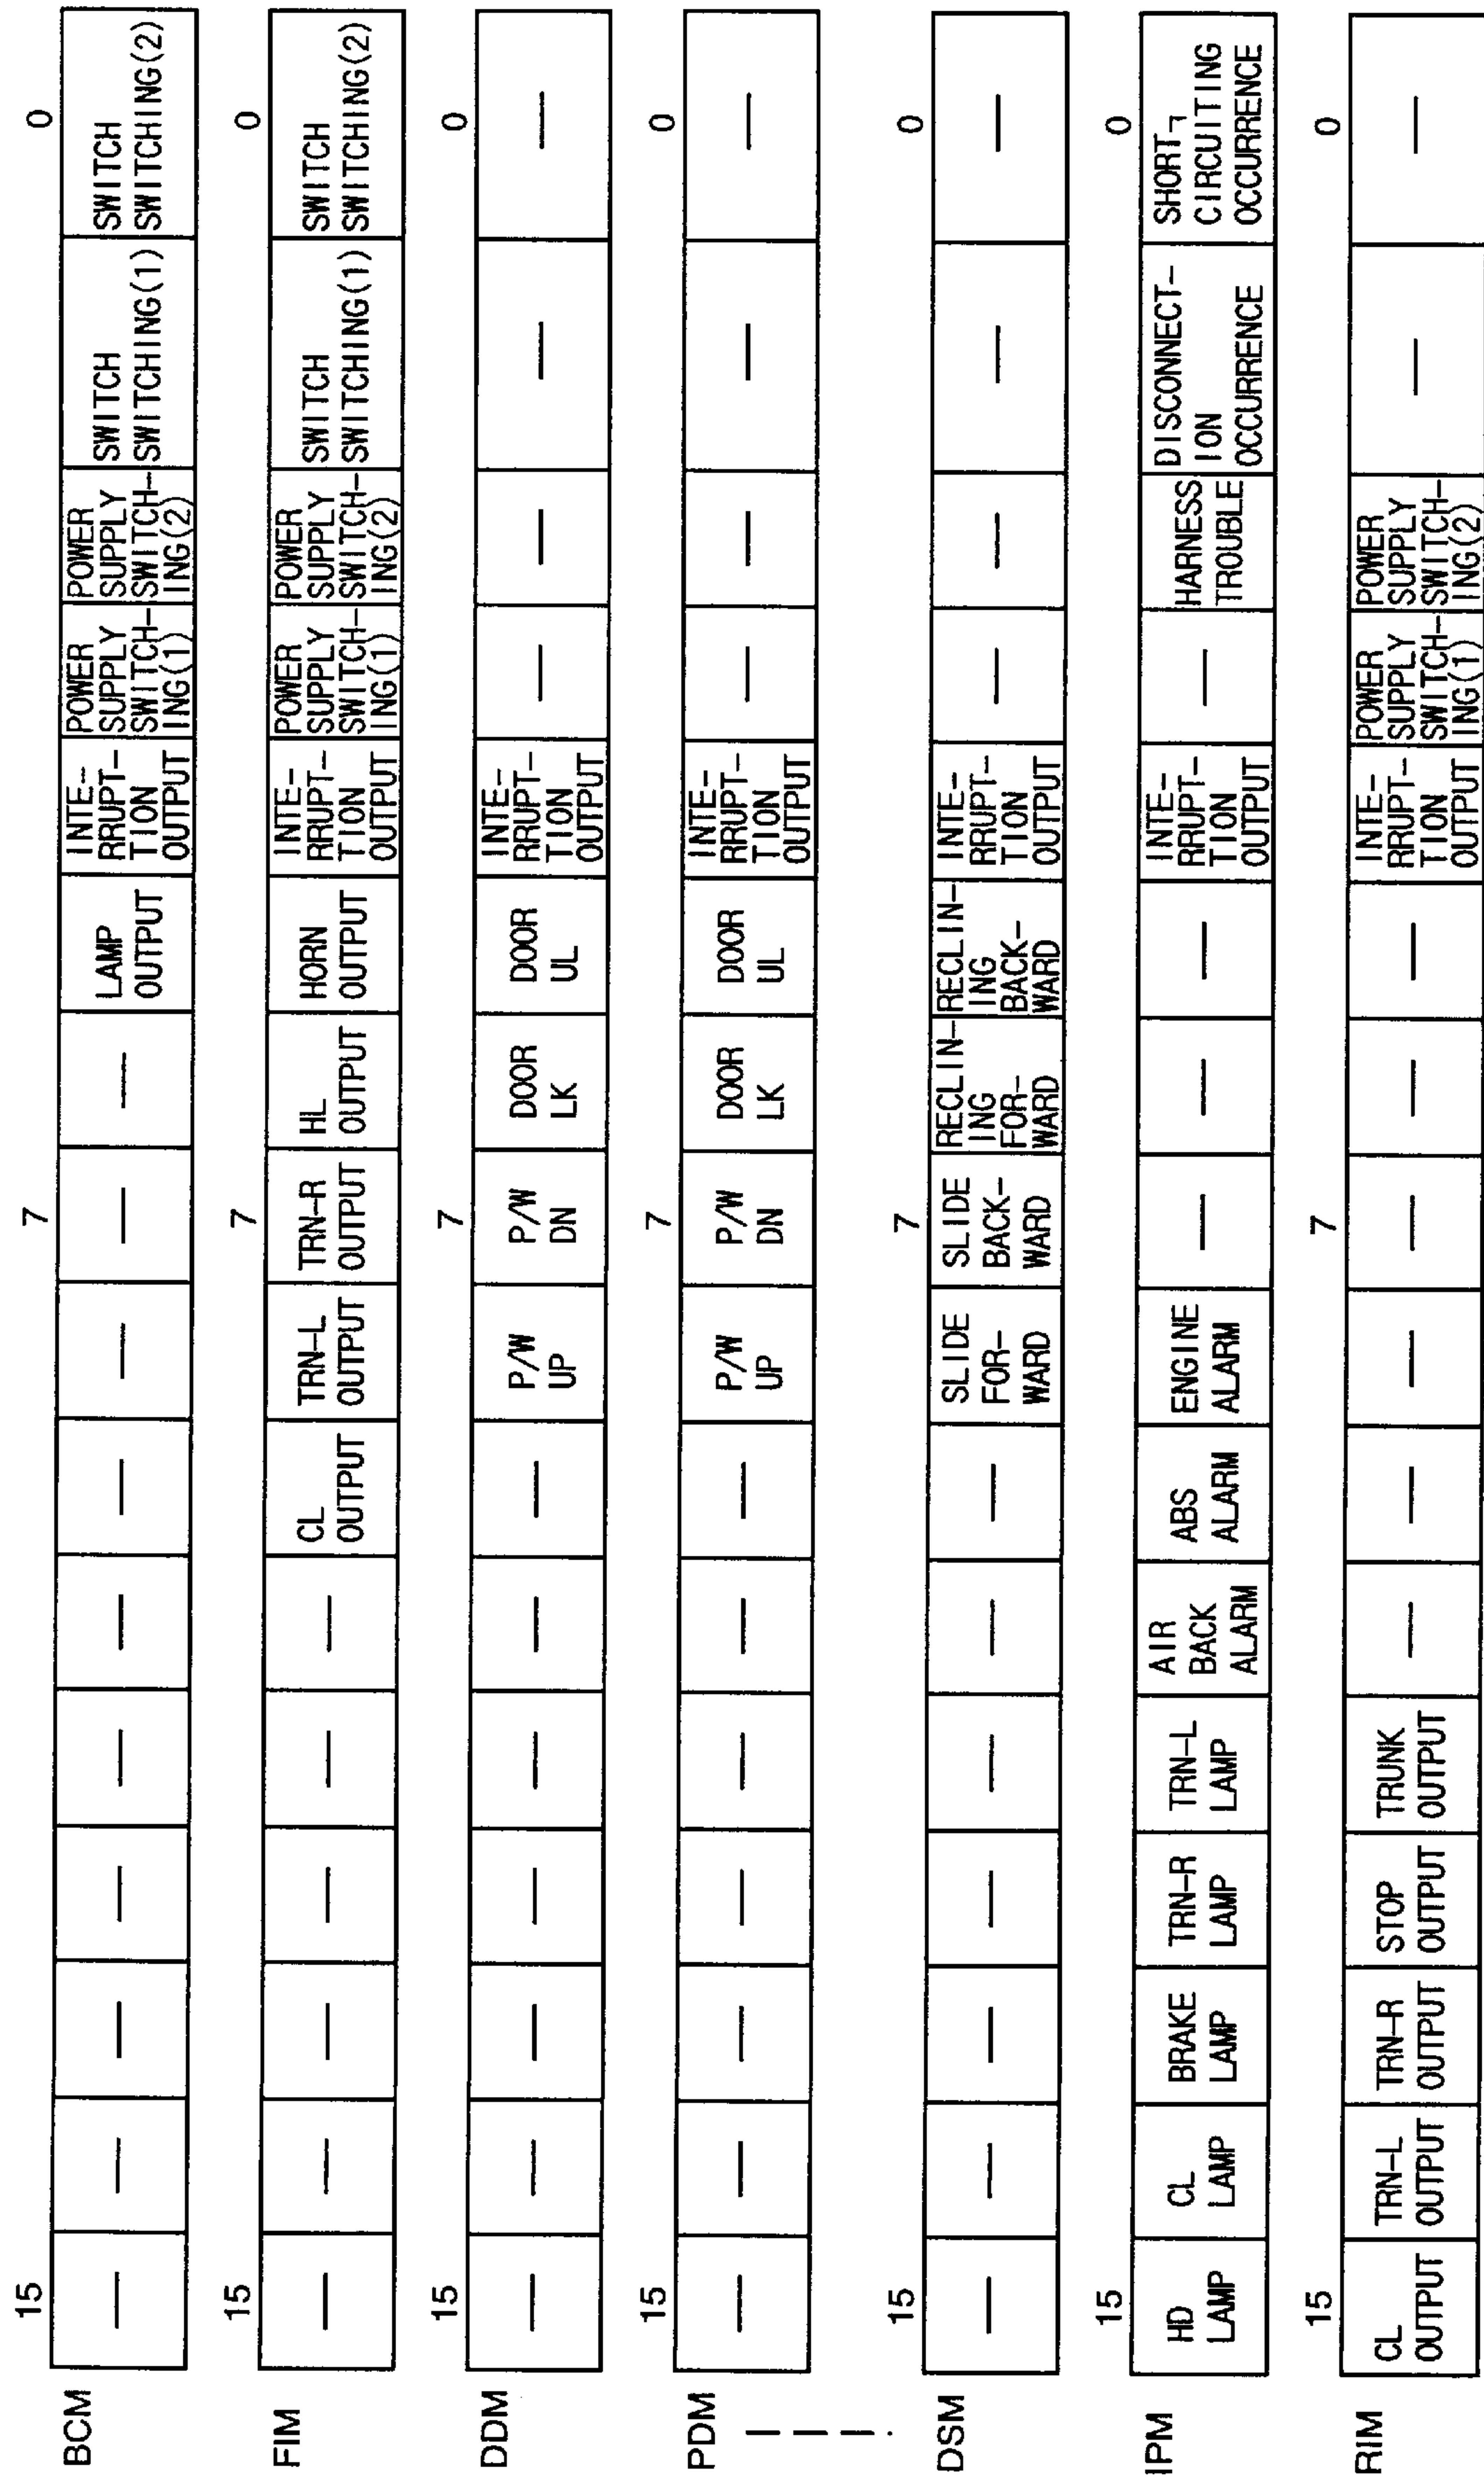 15 7 0
BCM
—
—
—
—
—
—
—
—
—
—
LAMP
OUTPUT
INTE-
RRUPT-
TION
OUTPUT
POWER
SUPPLY
SWITCH-
ING(1)
POWER
SUPPLY
SWITCH-
ING(2)
SWITCH
SWITCHING(1)
SWITCH
SWITCHING(2)
15 7 0
FIM
—
—
—
—
—
—
CL
OUTPUT
TRN-L
OUTPUT
TRN-R
OUTPUT
HL
OUTPUT
HORN
OUTPUT
INTE-
RRUPT-
TION
OUTPUT
POWER
SUPPLY
SWITCH-
ING(1)
POWER
SUPPLY
SWITCH-
ING(2)
SWITCH
SWITCHING(1)
SWITCH
SWITCHING(2)
15 7 0
DDM
—
—
—
—
—
—
—
P/W
UP
P/W
DN
DOOR
LK
DOOR
UL
INTE-
RRUPT-
TION
OUTPUT
—
—
—
—
15 7 0
PDM
—
—
—
—
—
—
—
P/W
UP
P/W
DN
DOOR
LK
DOOR
UL
INTE-
RRUPT-
TION
OUTPUT
—
—
—
—
15 7 0
DSM
—
—
—
—
—
—
—
SLIDE
FOR-
WARD
SLIDE
BACK-
WARD
RECLIN-
ING
FOR-
WARD
RECLIN-
ING
BACK-
WARD
INTE-
RRUPT-
TION
OUTPUT
—
—
—
—
15 0
IPM
HD
LAMP
CL
LAMP
BRAKE
LAMP
TRN-R
LAMP
TRN-L
LAMP
AIR
BACK
ALARM
ABS
ALARM
ENGINE
ALARM
—
—
—
INTE-
RRUPT-
TION
OUTPUT
—
HARNESS
TROUBLE
DISCONNECT-
ION
OCCURRENCE
SHORT-
CIRCUITING
OCCURRENCE
15 7 0
RIM
CL
OUTPUT
TRN-L
OUTPUT
TRN-R
OUTPUT
STOP
OUTPUT
TRUNK
OUTPUT
—
—
—
—
—
—
INTE-
RRUPT-
TION
OUTPUT
POWER
SUPPLY
SWITCH-
ING(1)
POWER
SUPPLY
SWITCH-
ING(2)
—
—